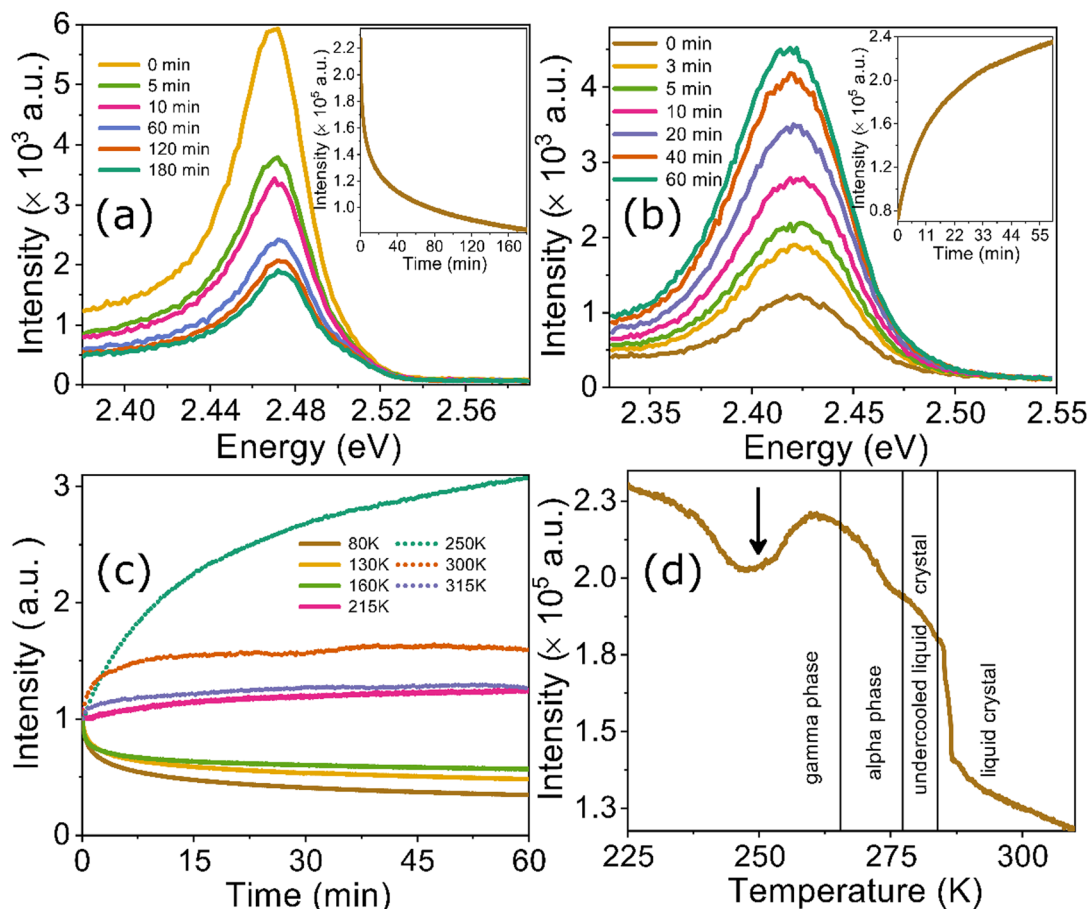 (a)
Intensity (× 10³ a.u.)
6
5
4
3
2
1
0
0 min
5 min
10 min
60 min
120 min
180 min
2.40
2.44
2.48
2.52
2.56
Energy (eV)
Intensity (× 10⁵ a.u.)
2.2
2.0
1.8
1.6
1.4
1.2
1.0
0
40
80
120
160
Time (min)
(b)
Intensity (× 10³ a.u.)
4
3
2
1
0
0 min
3 min
5 min
10 min
20 min
40 min
60 min
2.35
2.40
2.45
2.50
2.55
Energy (eV)
Intensity (× 10⁵ a.u.)
2.4
2.0
1.6
1.2
0.8
0
11
22
33
44
55
Time (min)
(c)
Intensity ( a.u.)
3
2
1
0
80K
130K
160K
215K
250K
300K
315K
0
15
30
45
60
Time (min)
(d)
Intensity (× 10⁵ a.u.)
2.3
2.0
1.8
1.5
1.3
gamma phase
alpha phase
undercooled liquid crystal
liquid crystal
225
250
275
300
Temperature (K)